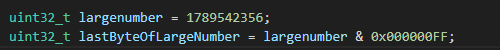 uint32_t largenumber = 1789542356;
uint32_t lastByteOfLargeNumber = largenumber & 0x000000FF;